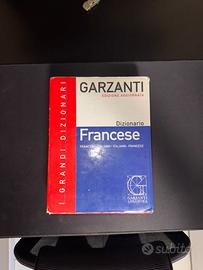 GARZANTI
EDIZIONE AGGIORNATA
I GRANDI DIZIONARI
Dizionario
Francese
FRANCESE-ITALIANO • ITALIANO-FRANCESE
GARZANTI
LINGUISTICA
subito